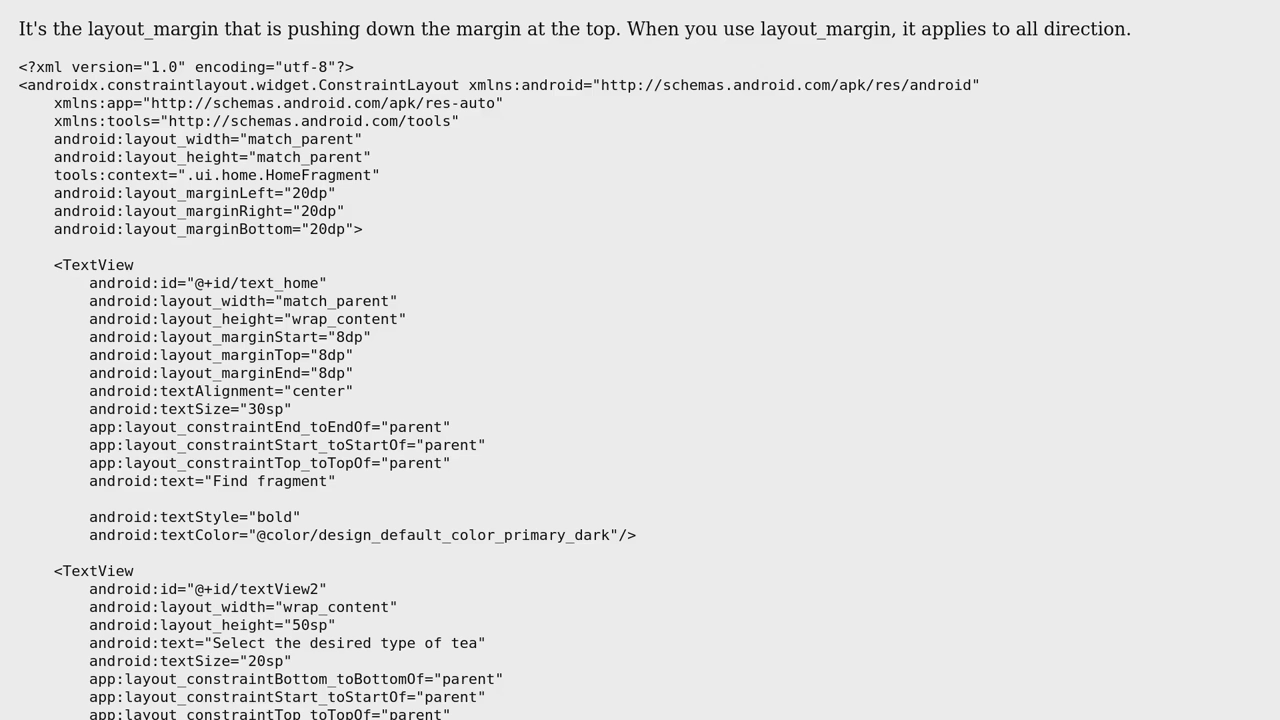 It's the layout_margin that is pushing down the margin at the top. When you use layout_margin, it applies to all direction.
<?xml version="1.0" encoding="utf-8"?>
<androidx.constraintlayout.widget.ConstraintLayout xmlns:android="http://schemas.android.com/apk/res/android"
    xmlns:app="http://schemas.android.com/apk/res-auto"
    xmlns:tools="http://schemas.android.com/tools"
    android:layout_width="match_parent"
    android:layout_height="match_parent"
    tools:context=".ui.home.HomeFragment"
    android:layout_marginLeft="20dp"
    android:layout_marginRight="20dp"
    android:layout_marginBottom="20dp">

    <TextView
        android:id="@+id/text_home"
        android:layout_width="match_parent"
        android:layout_height="wrap_content"
        android:layout_marginStart="8dp"
        android:layout_marginTop="8dp"
        android:layout_marginEnd="8dp"
        android:textAlignment="center"
        android:textSize="30sp"
        app:layout_constraintEnd_toEndOf="parent"
        app:layout_constraintStart_toStartOf="parent"
        app:layout_constraintTop_toTopOf="parent"
        android:text="Find fragment"

        android:textStyle="bold"
        android:textColor="@color/design_default_color_primary_dark"/>

    <TextView
        android:id="@+id/textView2"
        android:layout_width="wrap_content"
        android:layout_height="50sp"
        android:text="Select the desired type of tea"
        android:textSize="20sp"
        app:layout_constraintBottom_toBottomOf="parent"
        app:layout_constraintStart_toStartOf="parent"
        app:layout_constraintTop_toTopOf="parent"